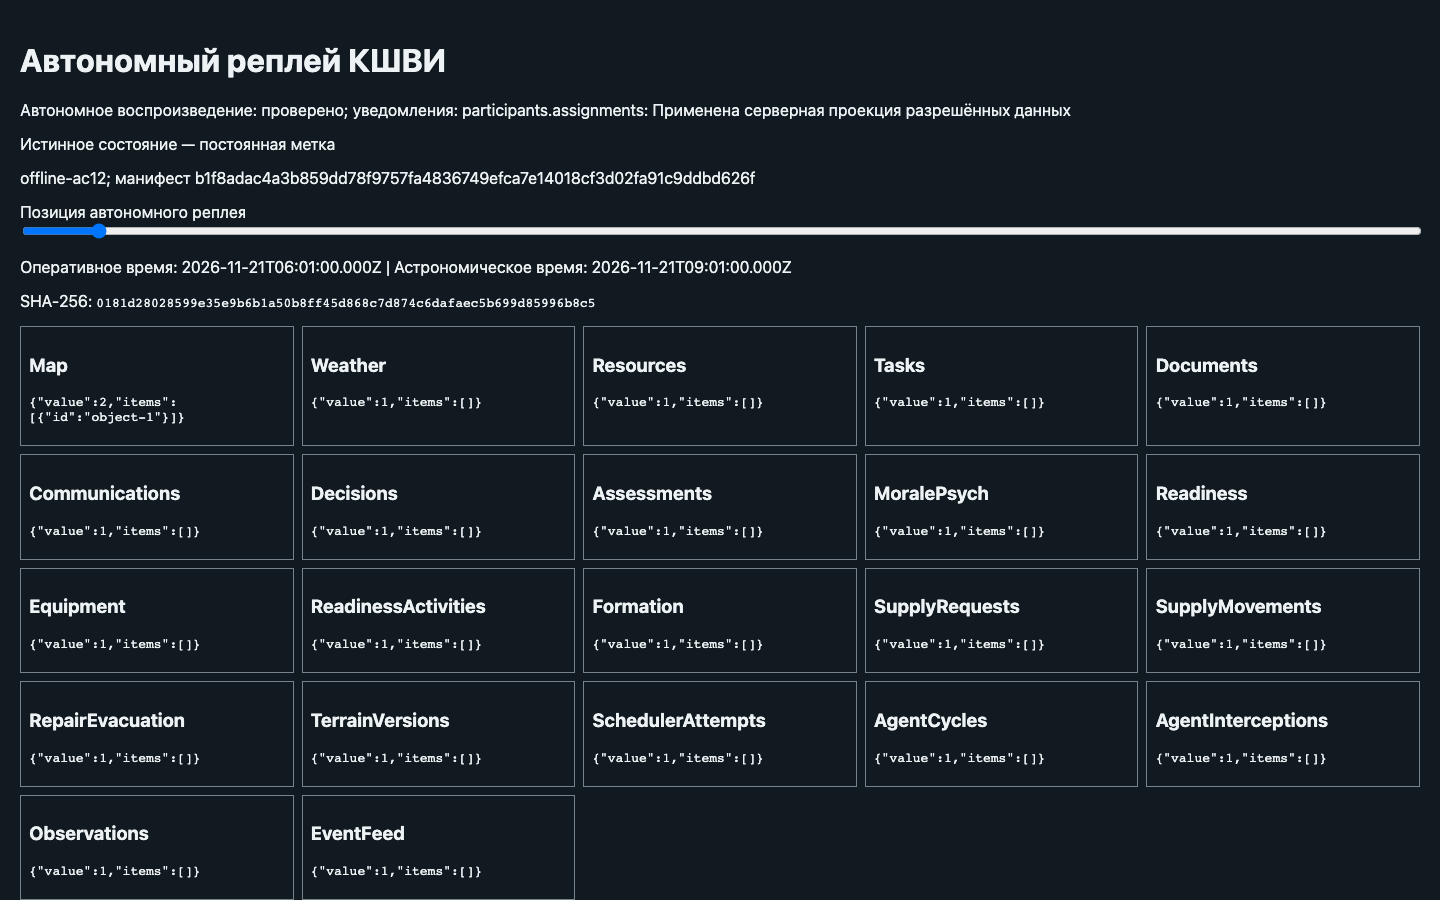 Автономный реплей КШВИ
Автономное воспроизведение: проверено; уведомления: participants.assignments: Применена серверная проекция разрешённых данных
Истинное состояние — постоянная метка
offline-ac12; манифест b1f8adac4a3b859dd78f9757fa4836749efca7e14018cf3d02fa91c9ddbd626f
Позиция автономного реплея
Оперативное время: 2026-11-21T06:01:00.000Z | Астрономическое время: 2026-11-21T09:01:00.000Z
SHA-256: 0181d28028599e35e9b6b1a50b8ff45d868c7d874c6dafaec5b699d85996b8c5
Map
{"value":2,"items":
[{"id":"object-1"}]}
Weather
{"value":1,"items":[]}
Resources
{"value":1,"items":[]}
Tasks
{"value":1,"items":[]}
Documents
{"value":1,"items":[]}
Communications
{"value":1,"items":[]}
Decisions
{"value":1,"items":[]}
Assessments
{"value":1,"items":[]}
MoralePsych
{"value":1,"items":[]}
Readiness
{"value":1,"items":[]}
Equipment
{"value":1,"items":[]}
ReadinessActivities
{"value":1,"items":[]}
Formation
{"value":1,"items":[]}
SupplyRequests
{"value":1,"items":[]}
SupplyMovements
{"value":1,"items":[]}
RepairEvacuation
{"value":1,"items":[]}
TerrainVersions
{"value":1,"items":[]}
SchedulerAttempts
{"value":1,"items":[]}
AgentCycles
{"value":1,"items":[]}
AgentInterceptions
{"value":1,"items":[]}
Observations
{"value":1,"items":[]}
EventFeed
{"value":1,"items":[]}